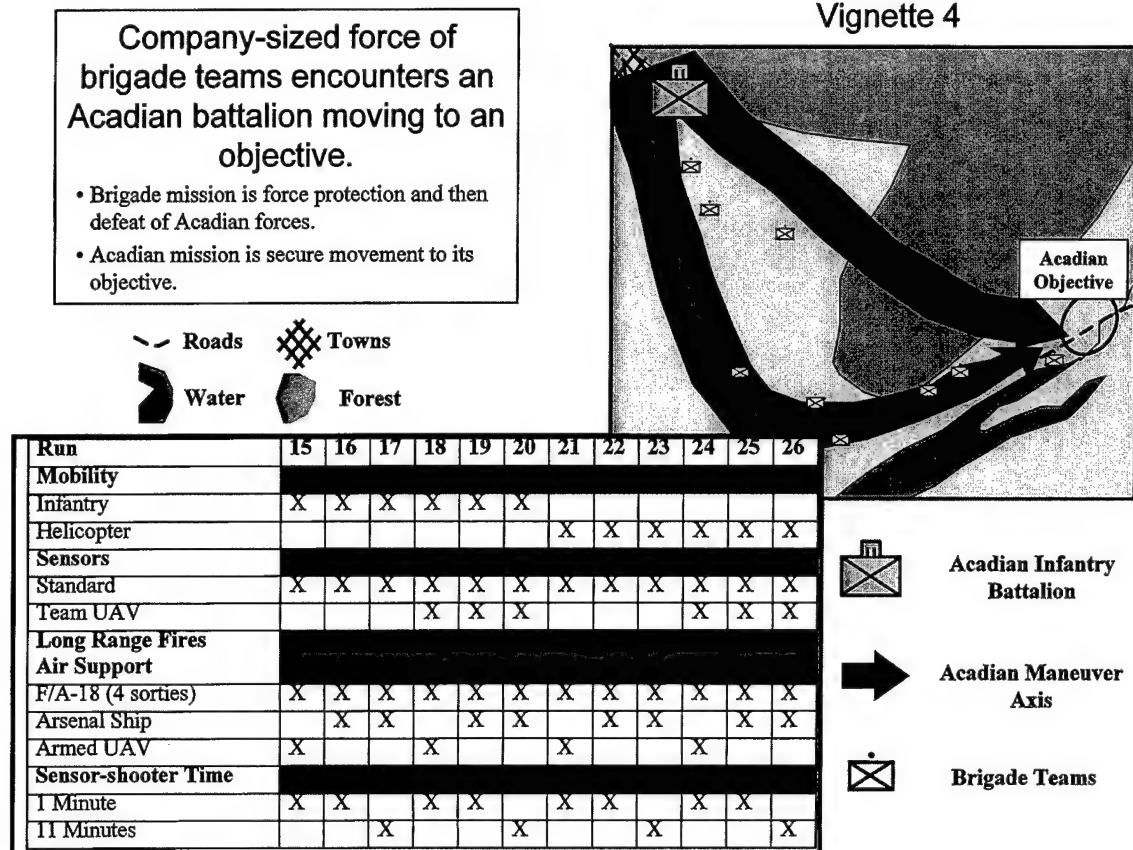 Vignette 4
Company-sized force of
brigade teams encounters an
Acadian battalion moving to an
objective.
• Brigade mission is force protection and then
defeat of Acadian forces.
• Acadian mission is secure movement to its
objective.
Acadian
Objective
Roads
Towns
Water
Forest
Run 15 16 17 18 19 20 21 22 23 24 25 26
Mobility
Infantry X X X X X X
Helicopter X X X X X X
Sensors
Standard X X X X X X X X X X X X
Team UAV X X X X X X
Long Range Fires
Air Support
F/A-18 (4 sorties) X X X X X X X X X X X X
Arsenal Ship X X X X X X X X
Armed UAV X X X X
Sensor-shooter Time
1 Minute X X X X X X X X
11 Minutes X X X X
Acadian Infantry
Battalion
Acadian Maneuver
Axis
Brigade Teams